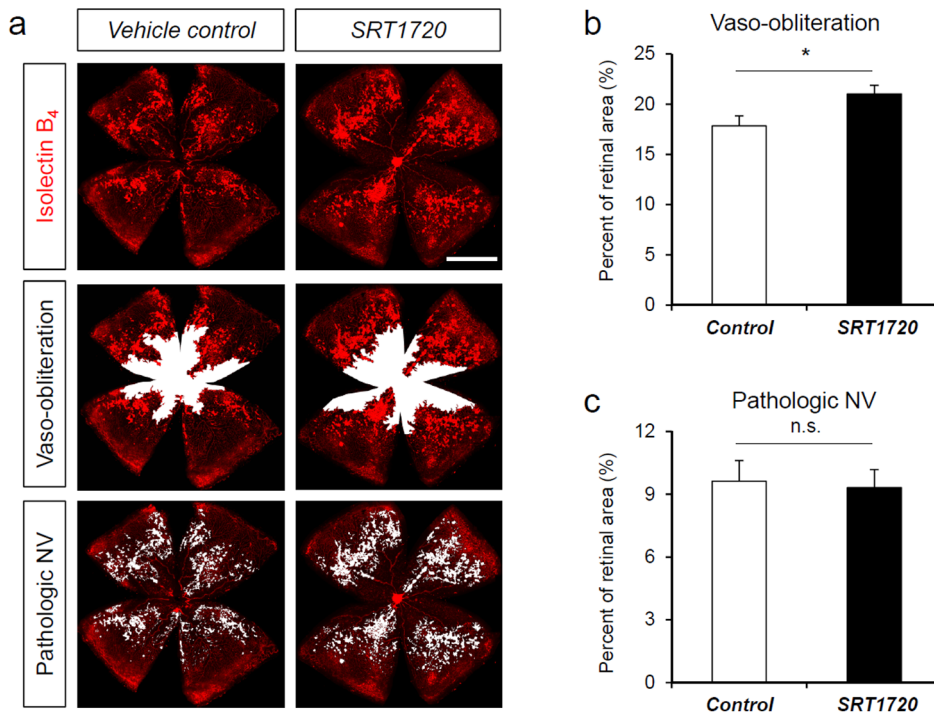 a
Vehicle control
SRT1720
Isolectin B₄
Vaso-obliteration
Pathologic NV
b
Vaso-obliteration
*
Percent of retinal area (%)
25
20
15
10
5
0
Control
SRT1720
c
Pathologic NV
n.s.
Percent of retinal area (%)
12
9
6
3
0
Control
SRT1720